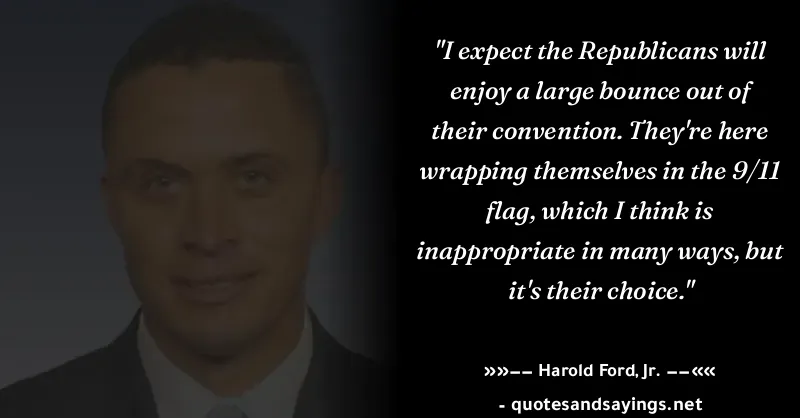 "I expect the Republicans will
enjoy a large bounce out of
their convention. They're here
wrapping themselves in the 9/11
flag, which I think is
inappropriate in many ways, but
it's their choice."
»»–– Harold Ford, Jr. ––««
- quotesandsayings.net